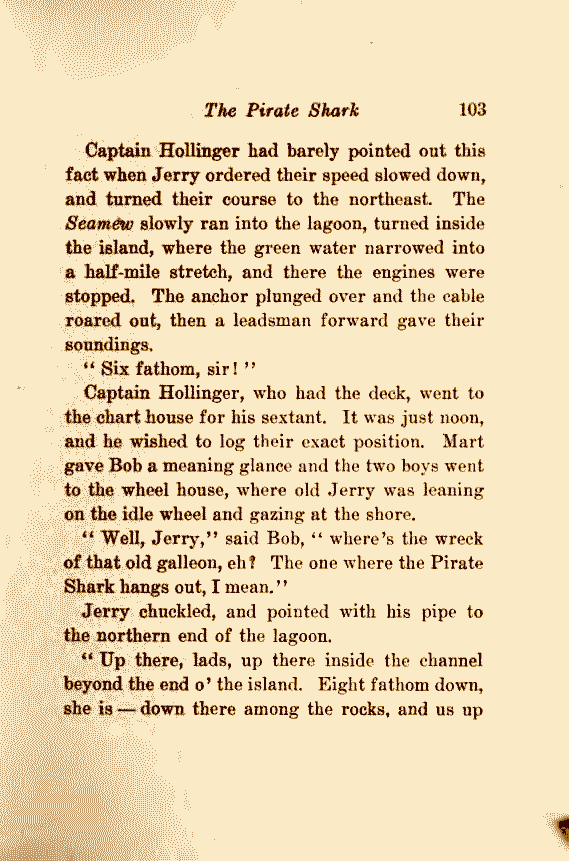 The Pirate Shark 103
Captain Hollinger had barely pointed out this
fact when Jerry ordered their speed slowed down,
and turned their course to the northeast. The
Seamew slowly ran into the lagoon, turned inside
the island, where the green water narrowed into
a half-mile stretch, and there the engines were
stopped. The anchor plunged over and the cable
roared out, then a leadsman forward gave their
soundings.
“ Six fathom, sir! ”
Captain Hollinger, who had the deck, went to
the chart house for his sextant. It was just noon,
and he wished to log their exact position. Mart
gave Bob a meaning glance and the two boys went
to the wheel house, where old Jerry was leaning
on the idle wheel and gazing at the shore.
“ Well, Jerry,” said Bob, “ where’s the wreck
of that old galleon, eh? The one where the Pirate
Shark hangs out, I mean.”
Jerry chuckled, and pointed with his pipe to
the northern end of the lagoon.
“ Up there, lads, up there inside the channel
beyond the end o’ the island. Eight fathom down,
she is — down there among the rocks, and us up